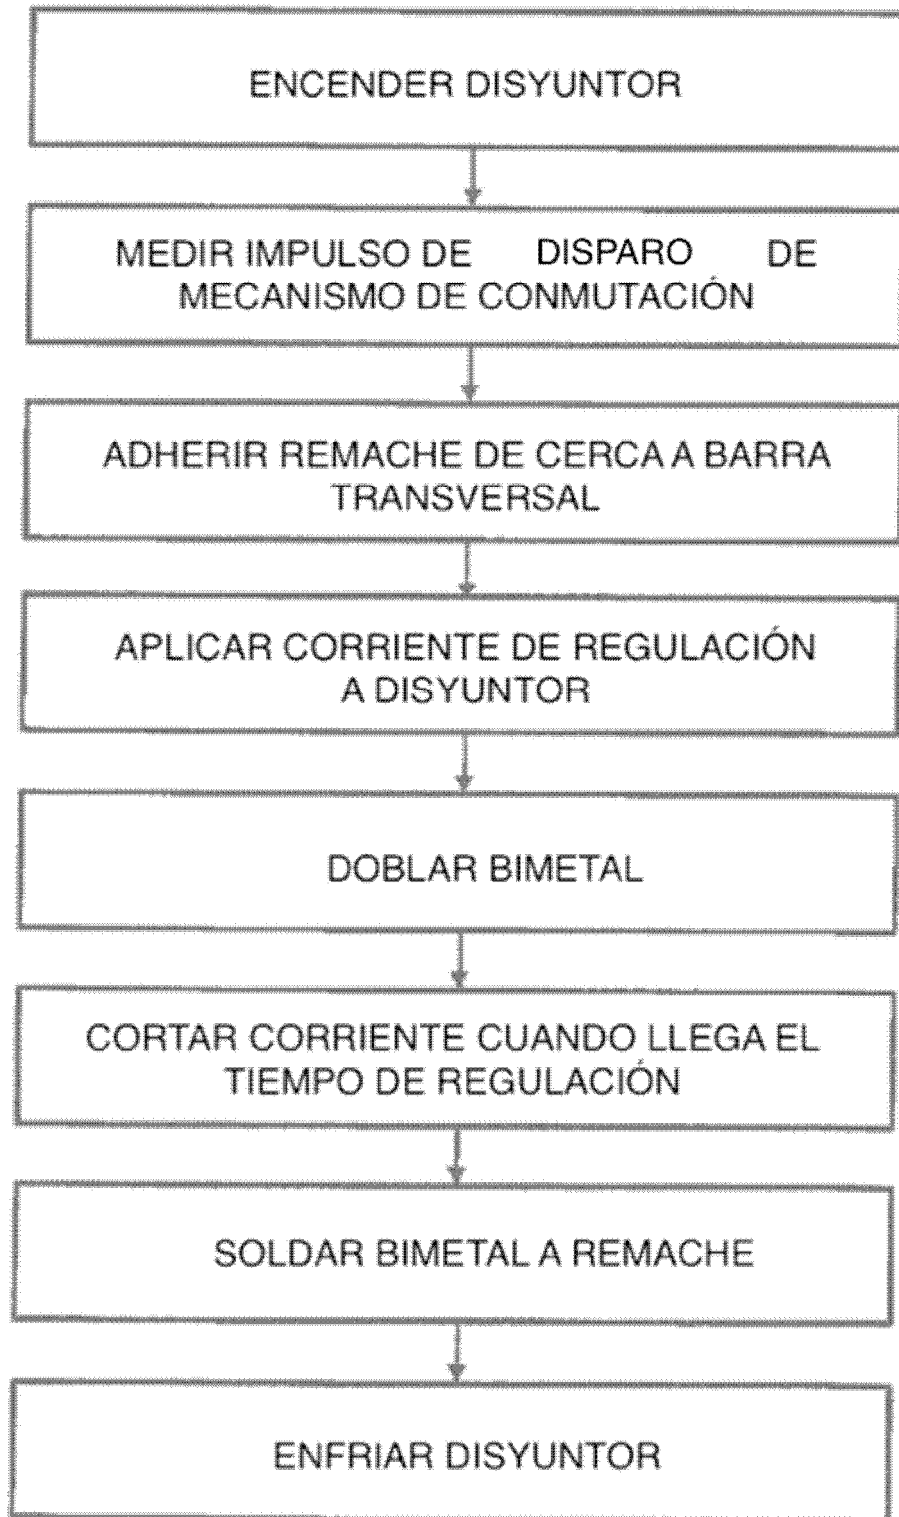 ENCENDER DISYUNTOR
MEDIR IMPULSO DE DISPARO DE
MECANISMO DE CONMUTACIÓN
ADHERIR REMACHE DE CERCA A BARRA
TRANSVERSAL
APLICAR CORRIENTE DE REGULACIÓN
A DISYUNTOR
DOBLAR BIMETAL
CORTAR CORRIENTE CUANDO LLEGA EL
TIEMPO DE REGULACIÓN
SOLDAR BIMETAL A REMACHE
ENFRIAR DISYUNTOR